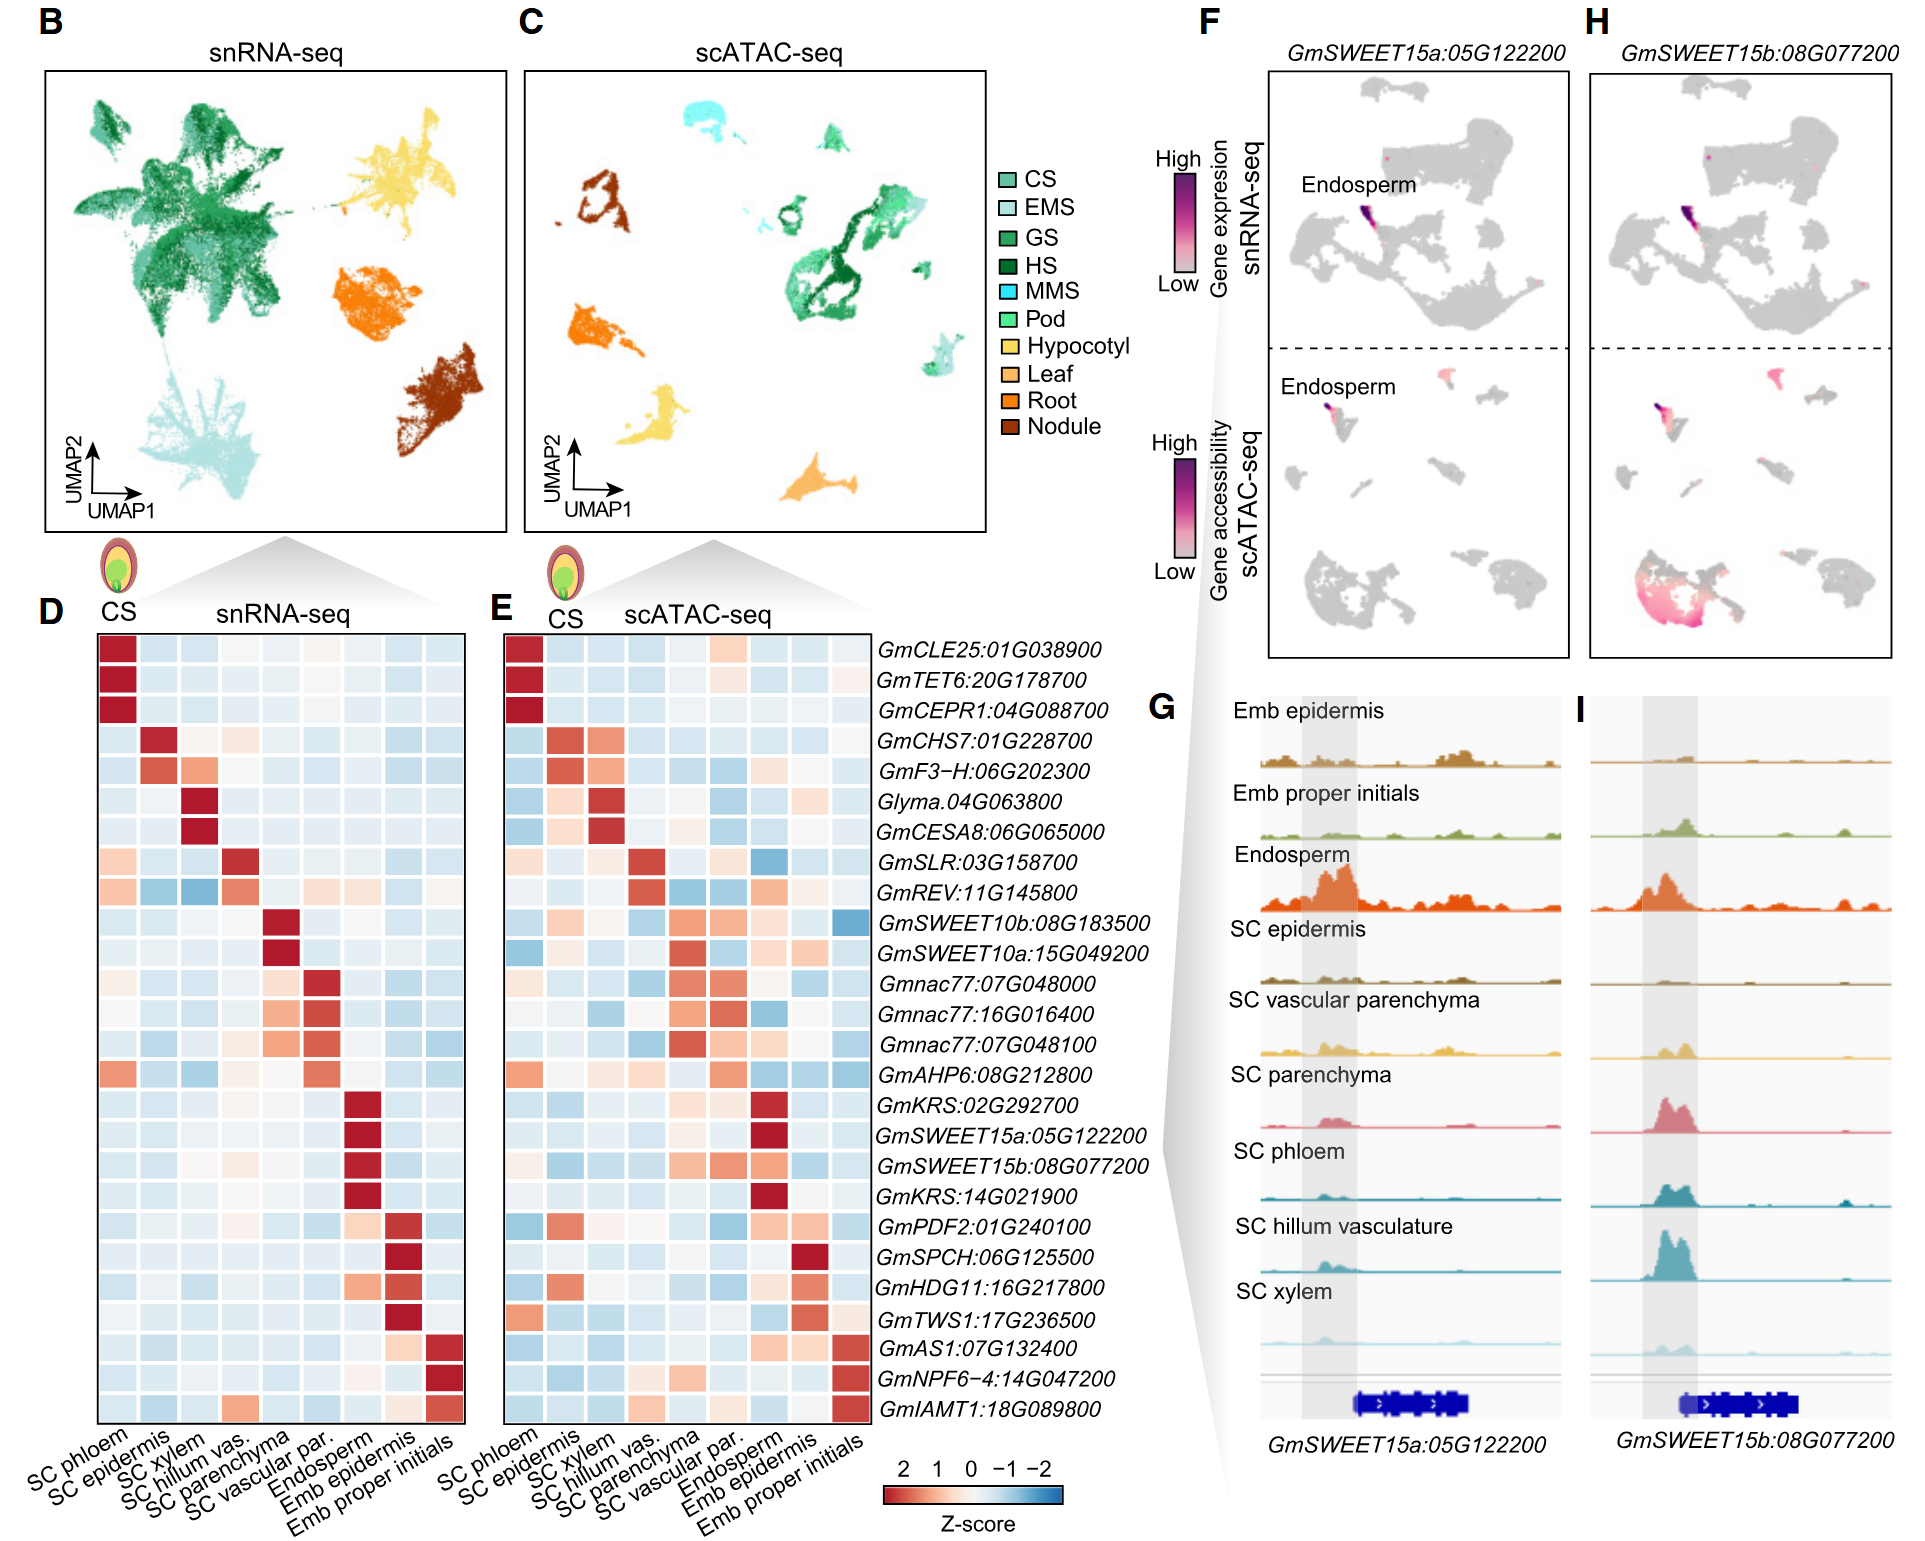 B
snRNA-seq
UMAP2
UMAP1
C
scATAC-seq
UMAP2
UMAP1
CS
EMS
GS
HS
MMS
Pod
Hypocotyl
Leaf
Root
Nodule
F
GmSWEET15a:05G122200
High
Low
Gene expresion
snRNA-seq
Endosperm
High
Low
Gene accessibility
scATAC-seq
Endosperm
H
GmSWEET15b:08G077200
D
CS
snRNA-seq
SC phloem
SC epidermis
SC xylem
SC hillum vas.
SC parenchyma
SC vascular par.
Endosperm
Emb epidermis
Emb proper initials
E
CS
scATAC-seq
GmCLE25:01G038900
GmTET6:20G178700
GmCEPR1:04G088700
GmCHS7:01G228700
GmF3−H:06G202300
Glyma.04G063800
GmCESA8:06G065000
GmSLR:03G158700
GmREV:11G145800
GmSWEET10b:08G183500
GmSWEET10a:15G049200
Gmnac77:07G048000
Gmnac77:16G016400
Gmnac77:07G048100
GmAHP6:08G212800
GmKRS:02G292700
GmSWEET15a:05G122200
GmSWEET15b:08G077200
GmKRS:14G021900
GmPDF2:01G240100
GmSPCH:06G125500
GmHDG11:16G217800
GmTWS1:17G236500
GmAS1:07G132400
GmNPF6−4:14G047200
GmIAMT1:18G089800
SC phloem
SC epidermis
SC xylem
SC hillum vas.
SC parenchyma
SC vascular par.
Endosperm
Emb epidermis
Emb proper initials
2 1 0 −1 −2
Z-score
G
Emb epidermis
Emb proper initials
Endosperm
SC epidermis
SC vascular parenchyma
SC parenchyma
SC phloem
SC hillum vasculature
SC xylem
GmSWEET15a:05G122200
I
GmSWEET15b:08G077200